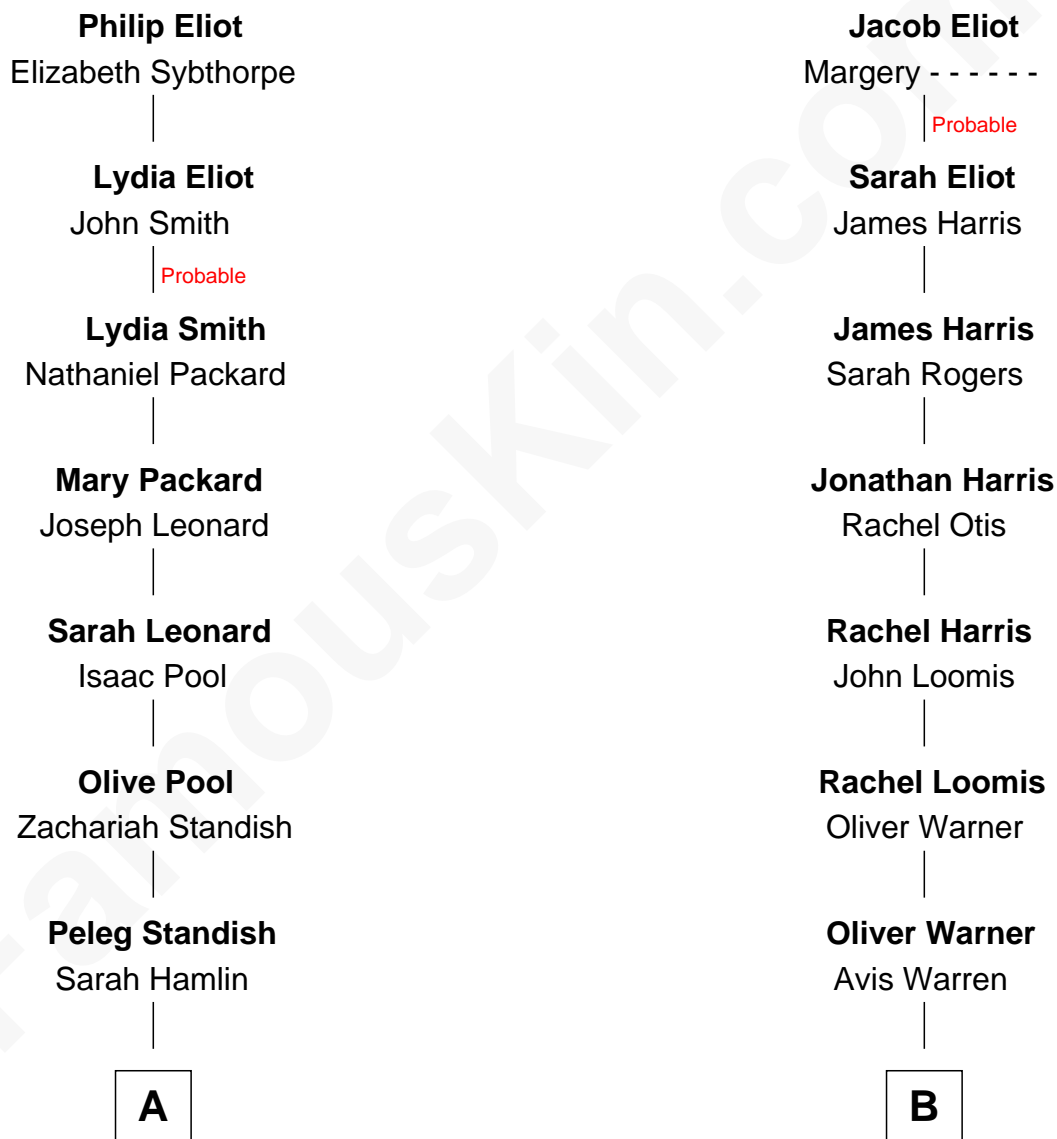 Philip Eliot
Elizabeth Sybthorpe
Lydia Eliot
John Smith
Probable
Lydia Smith
Nathaniel Packard
Mary Packard
Joseph Leonard
Sarah Leonard
Isaac Pool
Olive Pool
Zachariah Standish
Peleg Standish
Sarah Hamlin
A
Jacob Eliot
Margery - - - - - -
Probable
Sarah Eliot
James Harris
James Harris
Sarah Rogers
Jonathan Harris
Rachel Otis
Rachel Harris
John Loomis
Rachel Loomis
Oliver Warner
Oliver Warner
Avis Warren
B
FamousKin.com